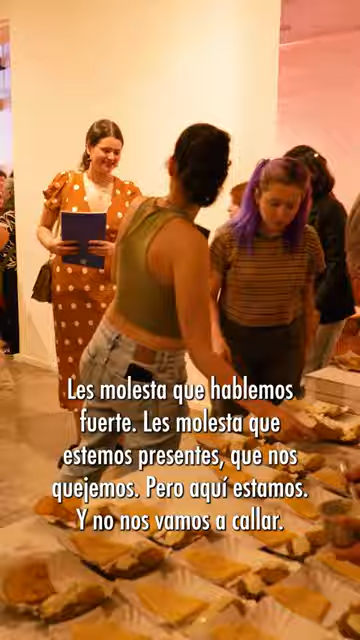 Les molesta que hablemos
fuerte. Les molesta que
estemos presentes, que nos
quejemos. Pero aquí estamos.
Y no nos vamos a callar.